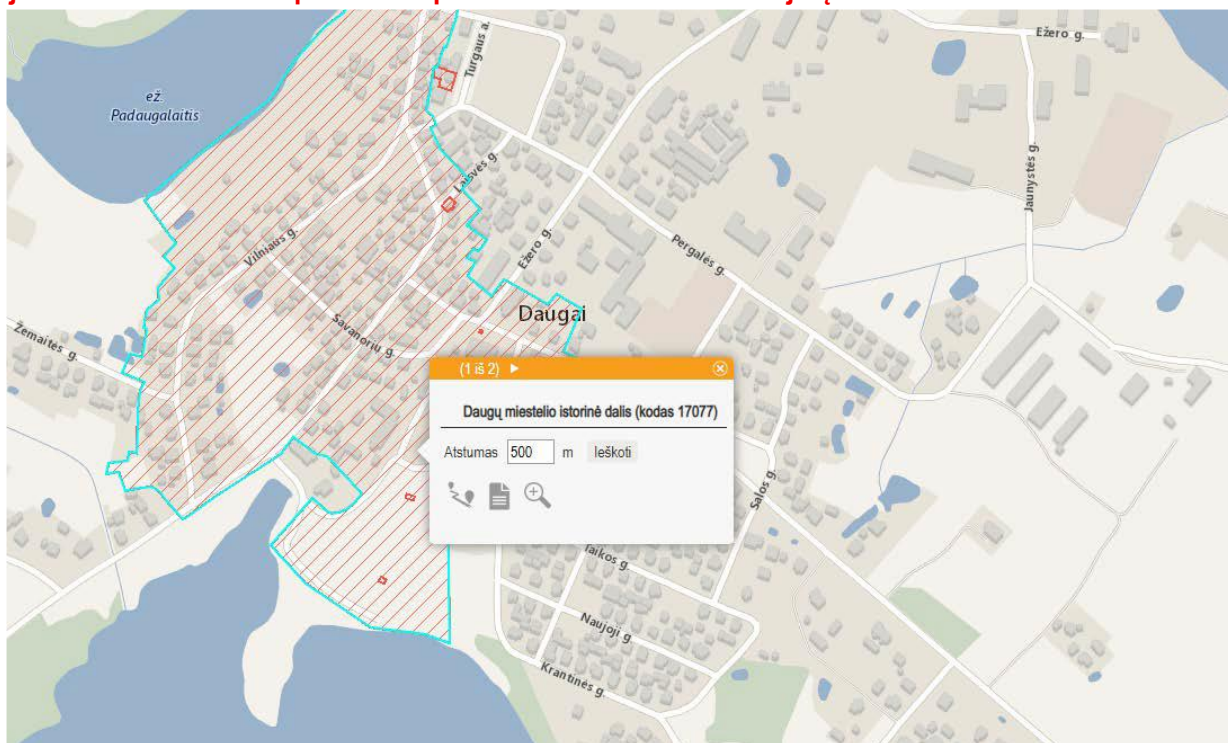 Ežero g.
Turgaus a.
ež.
Padaugalaitis
Jaunystės g.
Laisvės g.
Vilniaus g.
Ežero g.
Pergalės g.
Daugai
Savanorių g.
Žemaitės g.
(1 iš 2)
Daugų miestelio istorinė dalis (kodas 17077)
Atstumas 500 m Ieškoti
Salos g.
Taikos g.
Naujoji g.
Krantinės g.